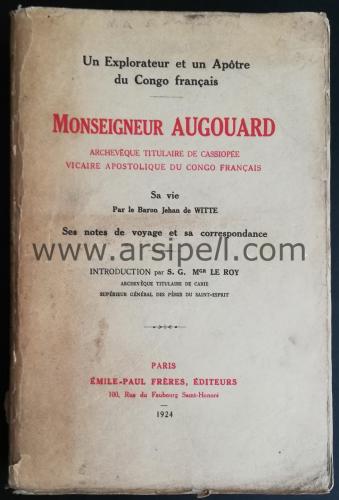 Un Explorateur et un Apôtre
du Congo français
MONSEIGNEUR AUGOUARD
ARCHEVÊQUE TITULAIRE DE CASSIOPÉE
VICAIRE APOSTOLIQUE DU CONGO FRANÇAIS
Sa vie
Par le Baron Jehan de WITTE
Ses notes de voyage et sa correspondance
www.arsipell.com
INTRODUCTION par S. G. MGR LE ROY
ARCHEVÊQUE TITULAIRE DE CARIE
SUPÉRIEUR GÉNÉRAL DES PÈRES DU SAINT-ESPRIT
PARIS
ÉMILE-PAUL FRÈRES, ÉDITEURS
100, Rue du Faubourg Saint-Honoré
1924